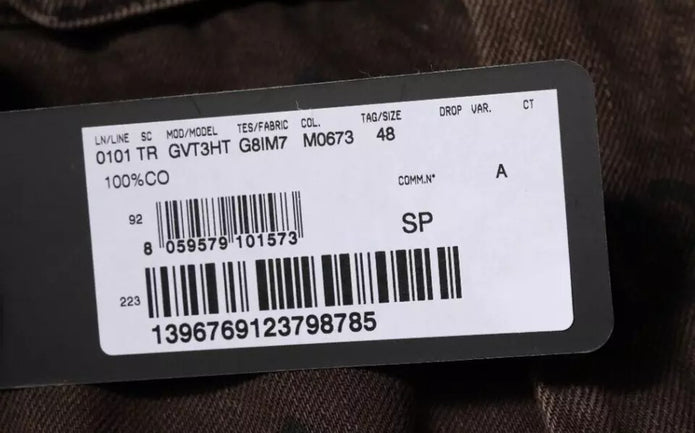 LN/LINE SC MOD/MODEL TES/FABRIC COL. TAG/SIZE DROP VAR. CT
0101 TR GVT3HT G8IM7 M0673 48
100%CO
COMM.N° A
92
8 059579 101573
SP
223
1396769123798785